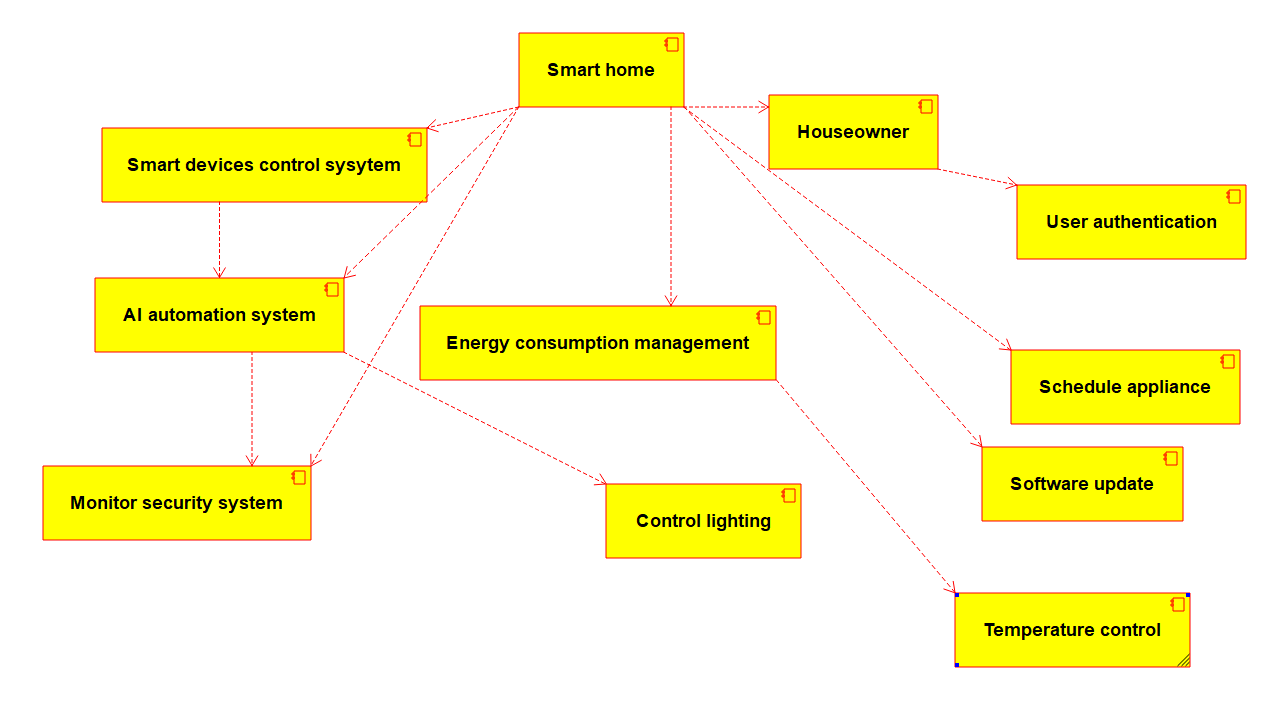 Smart home
Houseowner
Smart devices control sysytem
User authentication
AI automation system
Energy consumption management
Schedule appliance
Software update
Monitor security system
Control lighting
Temperature control